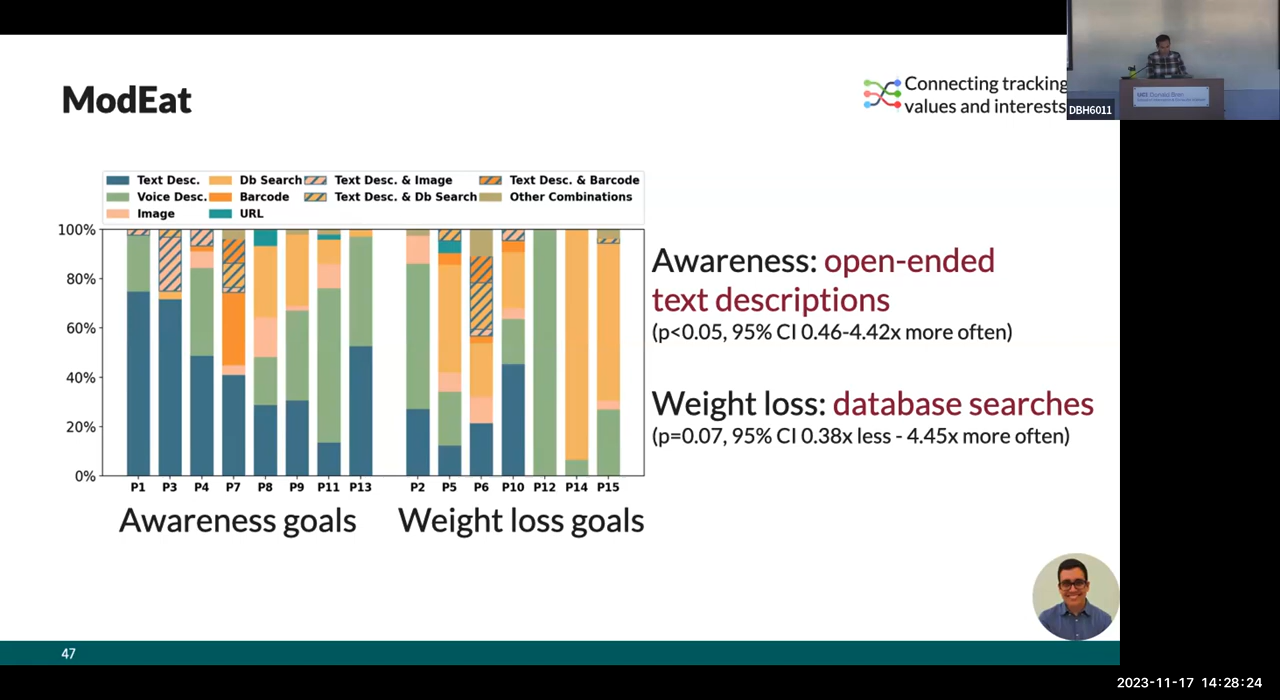 ModEat
Connecting tracking
values and interests
DBH6011
Text Desc.
Db Search
Text Desc. & Image
Text Desc. & Barcode
Voice Desc.
Barcode
Text Desc. & Db Search
Other Combinations
Image
URL
100%
80%
60%
40%
20%
0%
P1 P3 P4 P7 P8 P9 P11 P13 P2 P5 P6 P10 P12 P14 P15
Awareness goals
Weight loss goals
Awareness: open-ended
text descriptions
(p<0.05, 95% CI 0.46-4.42x more often)
Weight loss: database searches
(p=0.07, 95% CI 0.38x less - 4.45x more often)
47
2023-11-17 14:28:24